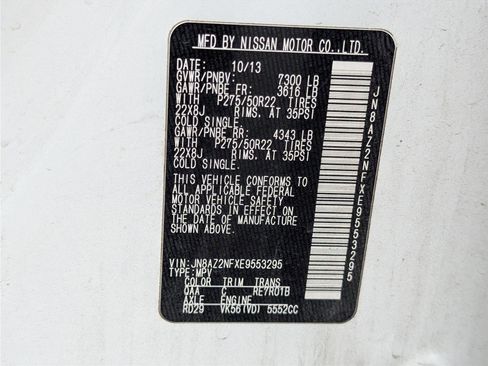 MFD BY NISSAN MOTOR CO.,LTD.
DATE: 10/13
GVWR/PNBV: 7300 LB
GAWR/PNBE FR: 3616 LB
WITH P275/50R22 TIRES
22X8J RIMS. AT 35PSI
COLD SINGLE.
GAWR/PNBE RR: 4343 LB
WITH P275/50R22 TIRES
22X8J RIMS. AT 35PSI
COLD SINGLE.
THIS VEHICLE CONFORMS TO
ALL APPLICABLE FEDERAL
MOTOR VEHICLE SAFETY
STANDARDS IN EFFECT ON
THE DATE OF MANUFACTURE
SHOWN ABOVE.
VIN:JN8AZ2NFXE9553295
TYPE:MPV
COLOR TRIM TRANS
QAA C RE7R01B
AXLE ENGINE
RD29 VK56(VD) 5552CC
JN8AZ2NFXE9553295